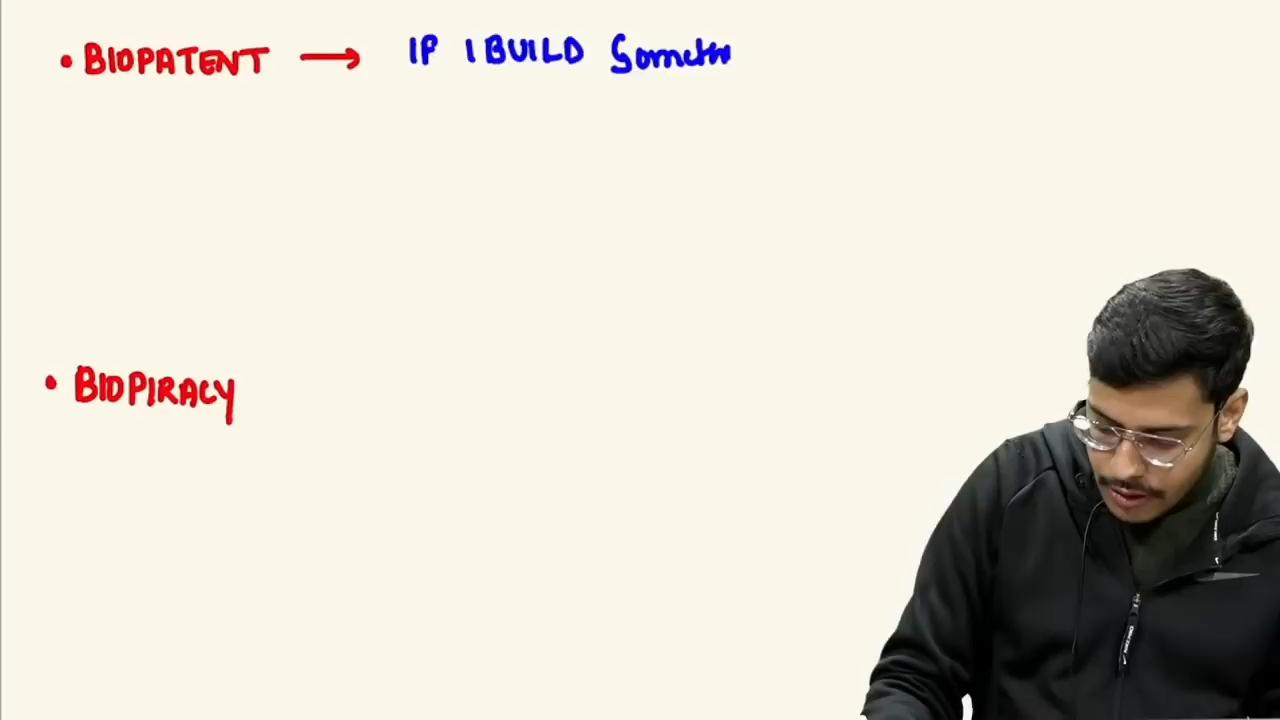 • BIOPATENT → IF I BUILD Someth
• BIOPIRACY